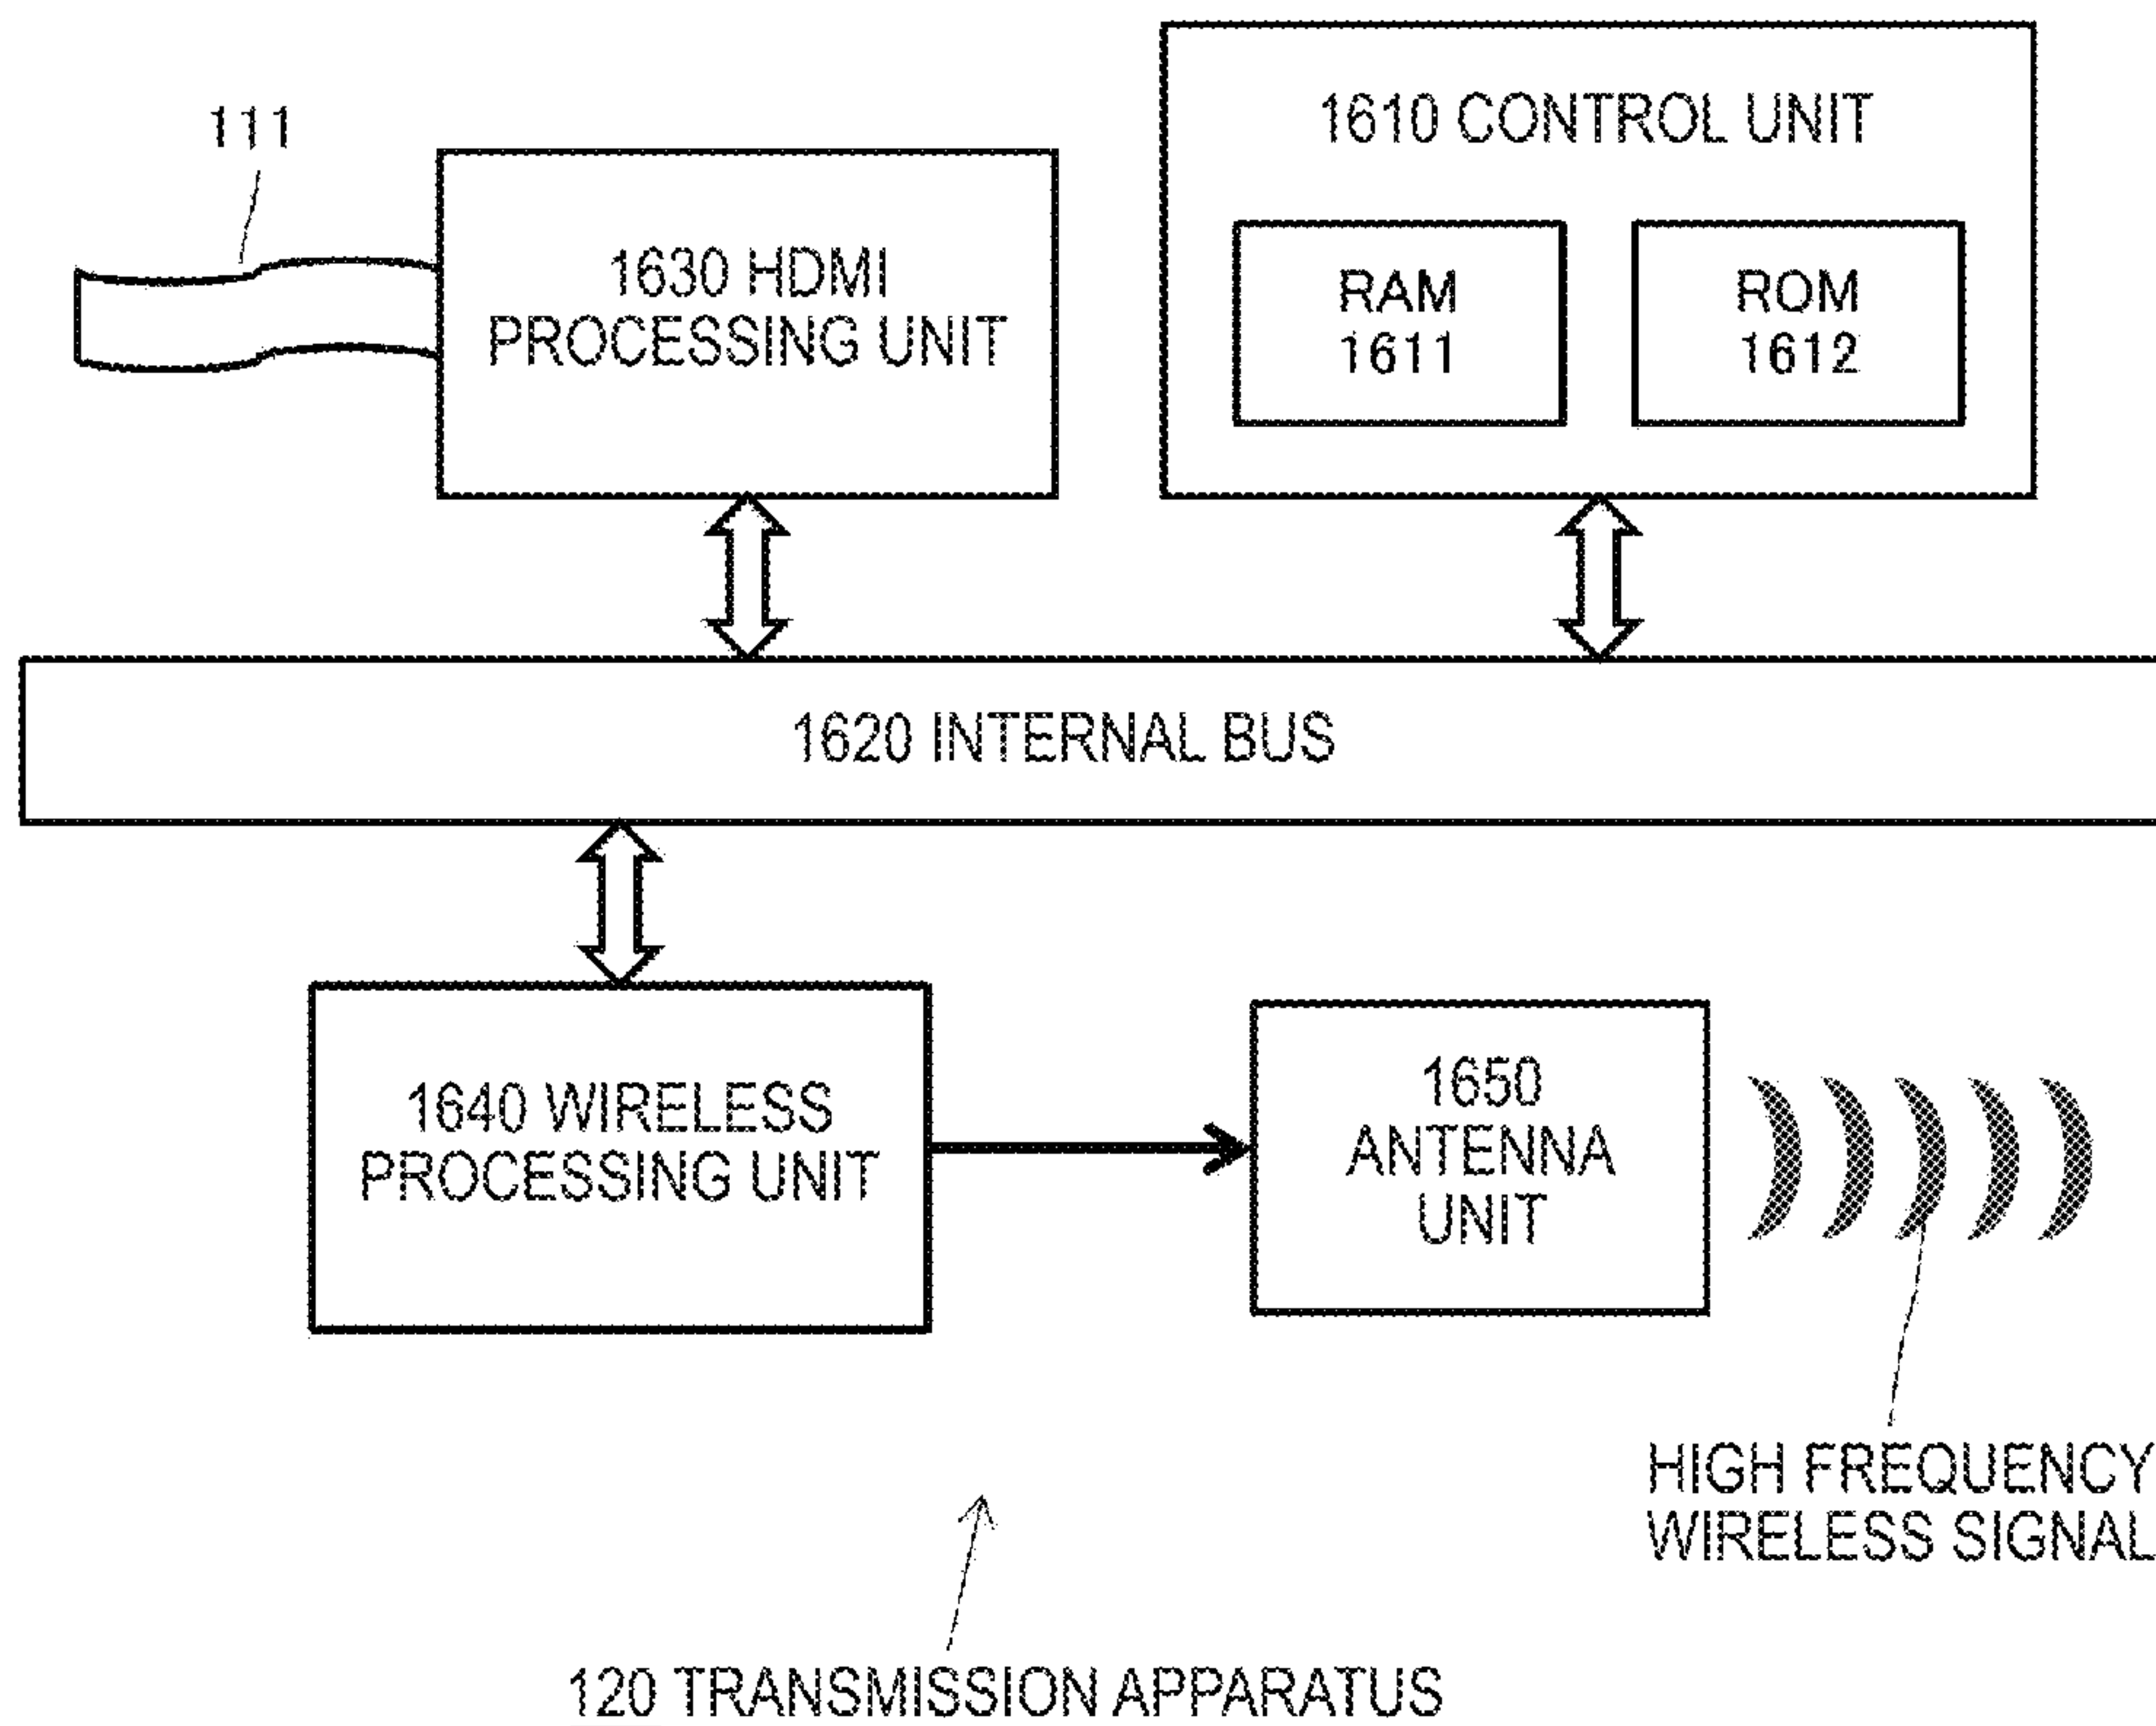 111
1630 HDMI
PROCESSING UNIT
1610 CONTROL UNIT
RAM
1611
ROM
1612
1620 INTERNAL BUS
1640 WIRELESS
PROCESSING UNIT
1650
ANTENNA
UNIT
HIGH FREQUENCY
WIRELESS SIGNAL
120 TRANSMISSION APPARATUS